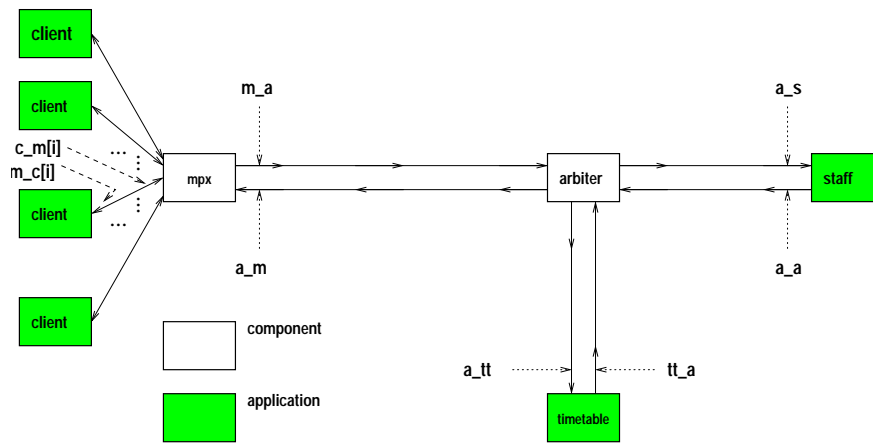 client
client
c_m[i]
m_c[i]
...
...
...
...
client
client
mpx
m_a
a_m
arbiter
a_s
staff
a_a
a_tt
tt_a
timetable
component
application